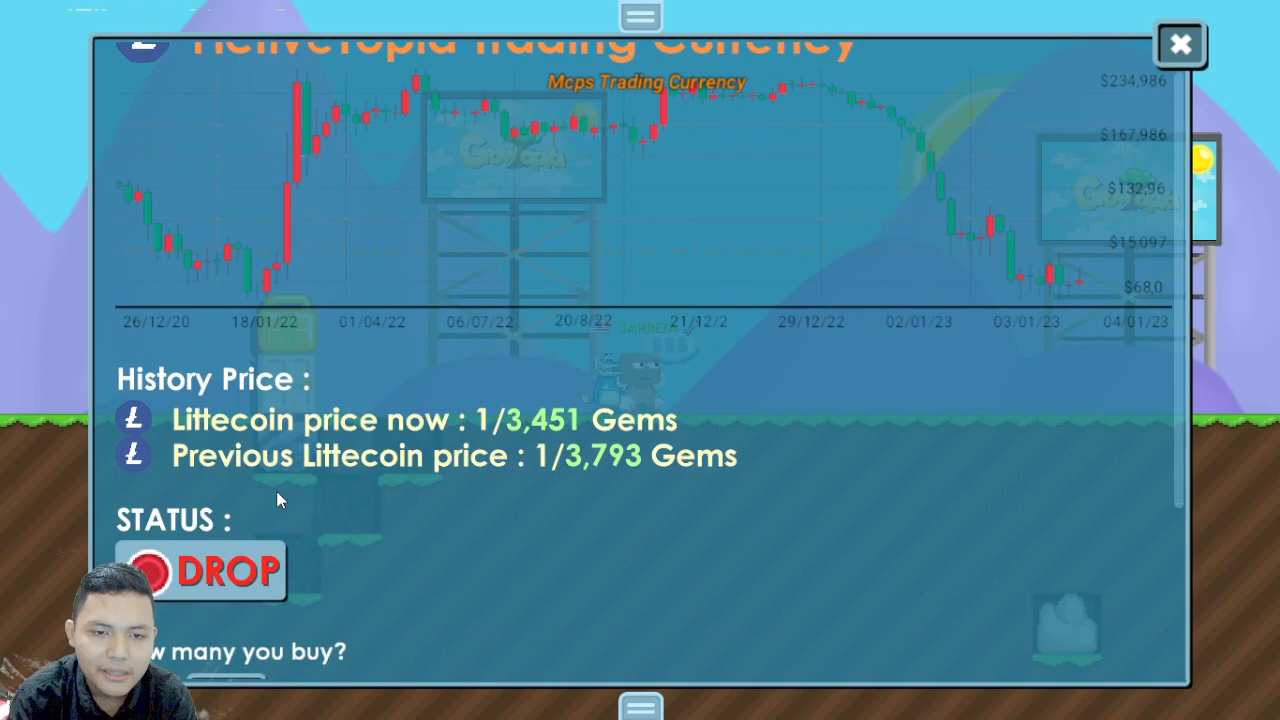 Trading Currency
Mcps Trading Currency
$234,986
$167,986
$132,96
$15,097
$68,0
26/12/20 18/01/22 01/04/22 06/07/22 20/8/22 21/12/2 29/12/22 02/01/23 03/01/23 04/01/23
Growtopia
History Price :
Ł Littecoin price now : 1/3,451 Gems
Ł Previous Littecoin price : 1/3,793 Gems
STATUS :
DROP
w many you buy?